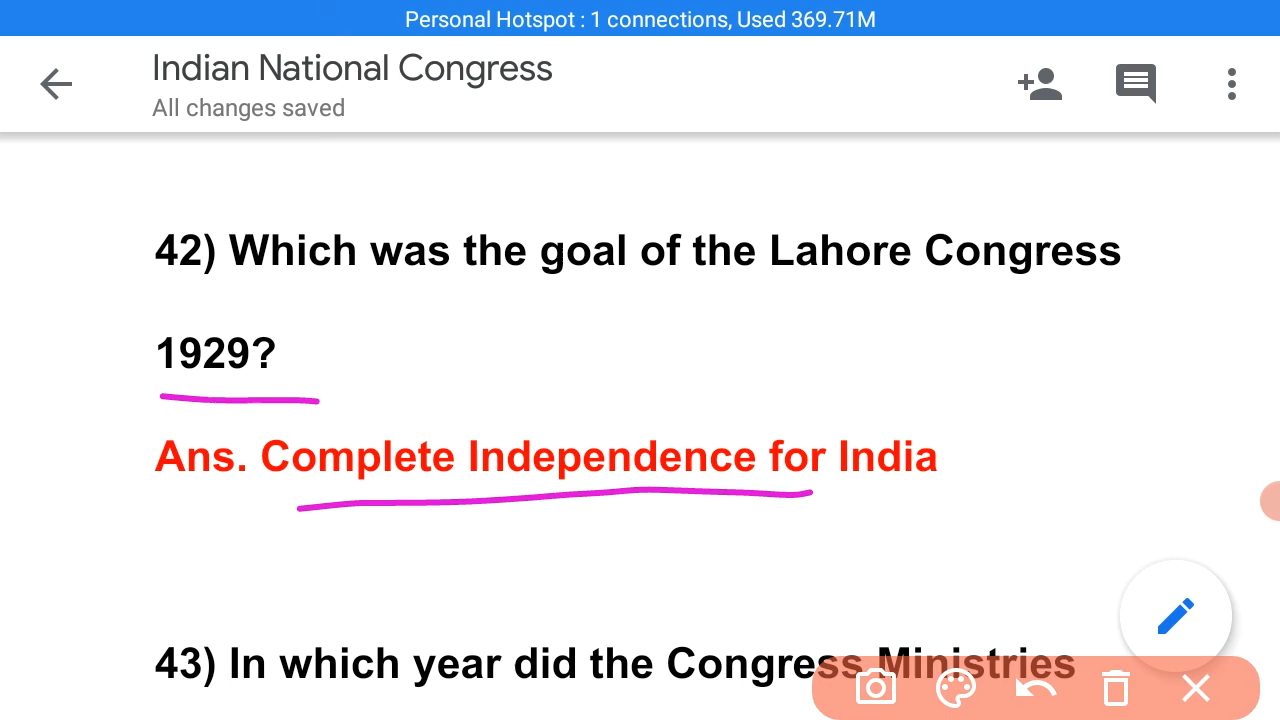 Personal Hotspot : 1 connections, Used 369.71M
Indian National Congress
All changes saved
42) Which was the goal of the Lahore Congress
1929?
Ans. Complete Independence for India
43) In which year did the Congress Ministries